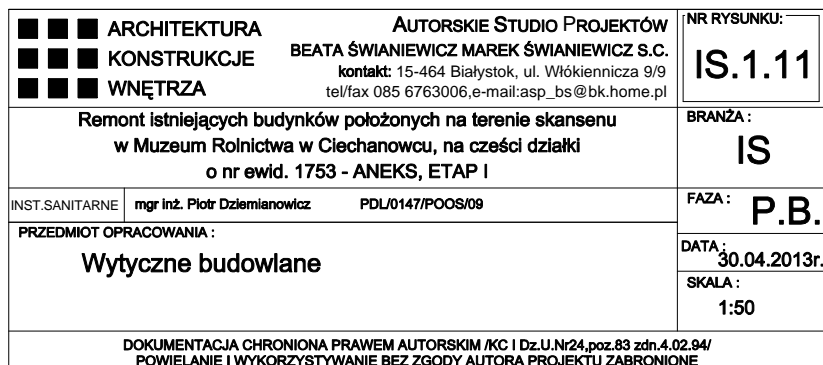 ARCHITEKTURA
KONSTRUKCJE
WNĘTRZA
AUTORSKIE STUDIO PROJEKTÓW
BEATA ŚWIANIEWICZ MAREK ŚWIANIEWICZ S.C.
kontakt: 15-464 Białystok, ul. Włókiennicza 9/9
tel/fax 085 6763006,e-mail:asp_bs@bk.home.pl
NR RYSUNKU:
IS.1.11
Remont istniejących budynków położonych na terenie skansenu
w Muzeum Rolnictwa w Ciechanowcu, na cześci działki
o nr ewid. 1753 - ANEKS, ETAP I
BRANŻA :
IS
INST.SANITARNE mgr inż. Piotr Dziemianowicz PDL/0147/POOS/09
FAZA :
P.B.
PRZEDMIOT OPRACOWANIA :
Wytyczne budowlane
DATA :
30.04.2013r.
SKALA :
1:50
DOKUMENTACJA CHRONIONA PRAWEM AUTORSKIM /KC I Dz.U.Nr24,poz.83 zdn.4.02.94/
POWIELANIE I WYKORZYSTYWANIE BEZ ZGODY AUTORA PROJEKTU ZABRONIONE